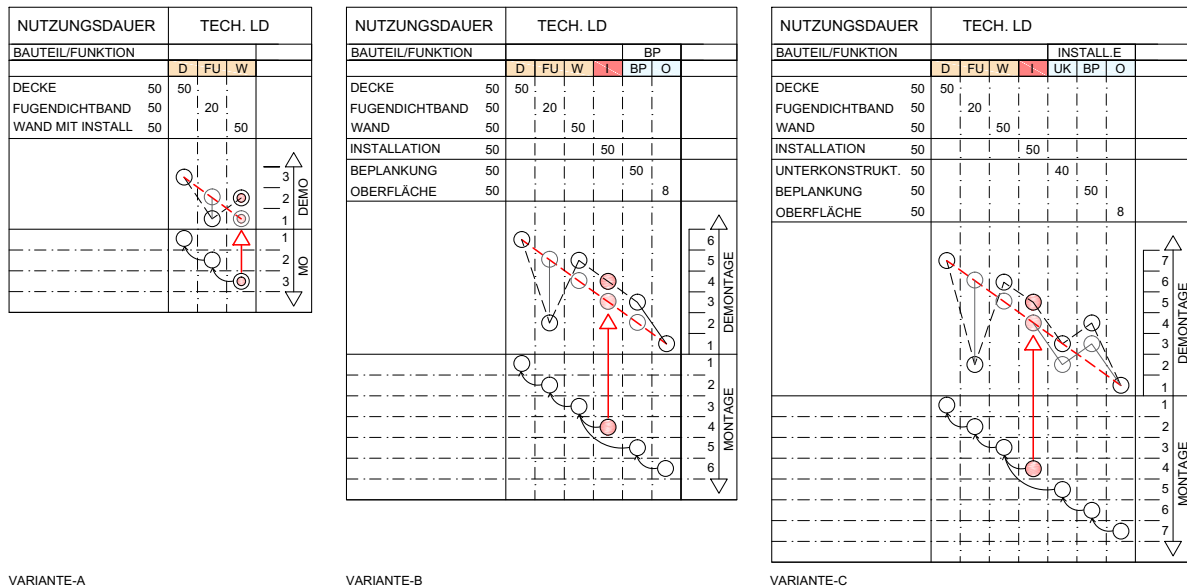 NUTZUNGSDAUER TECH. LD
BAUTEIL/FUNKTION
D FU W
DECKE 50 50
FUGENDICHTBAND 50 20
WAND MIT INSTALL 50 50
3
2
1
DEMO
1
2
3
MO
VARIANTE-A
NUTZUNGSDAUER TECH. LD
BAUTEIL/FUNKTION BP
D FU W I BP O
DECKE 50 50
FUGENDICHTBAND 50 20
WAND 50 50
INSTALLATION 50 50
BEPLANKUNG 50 50
OBERFLÄCHE 50 8
6
5
4
3
2
1
DEMONTAGE
1
2
3
4
5
6
MONTAGE
VARIANTE-B
NUTZUNGSDAUER TECH. LD
BAUTEIL/FUNKTION INSTALL.E
D FU W I UK BP O
DECKE 50 50
FUGENDICHTBAND 50 20
WAND 50 50
INSTALLATION 50 50
UNTERKONSTRUKT. 50 40
BEPLANKUNG 50 50
OBERFLÄCHE 50 8
7
6
5
4
3
2
1
DEMONTAGE
1
2
3
4
5
6
7
MONTAGE
VARIANTE-C